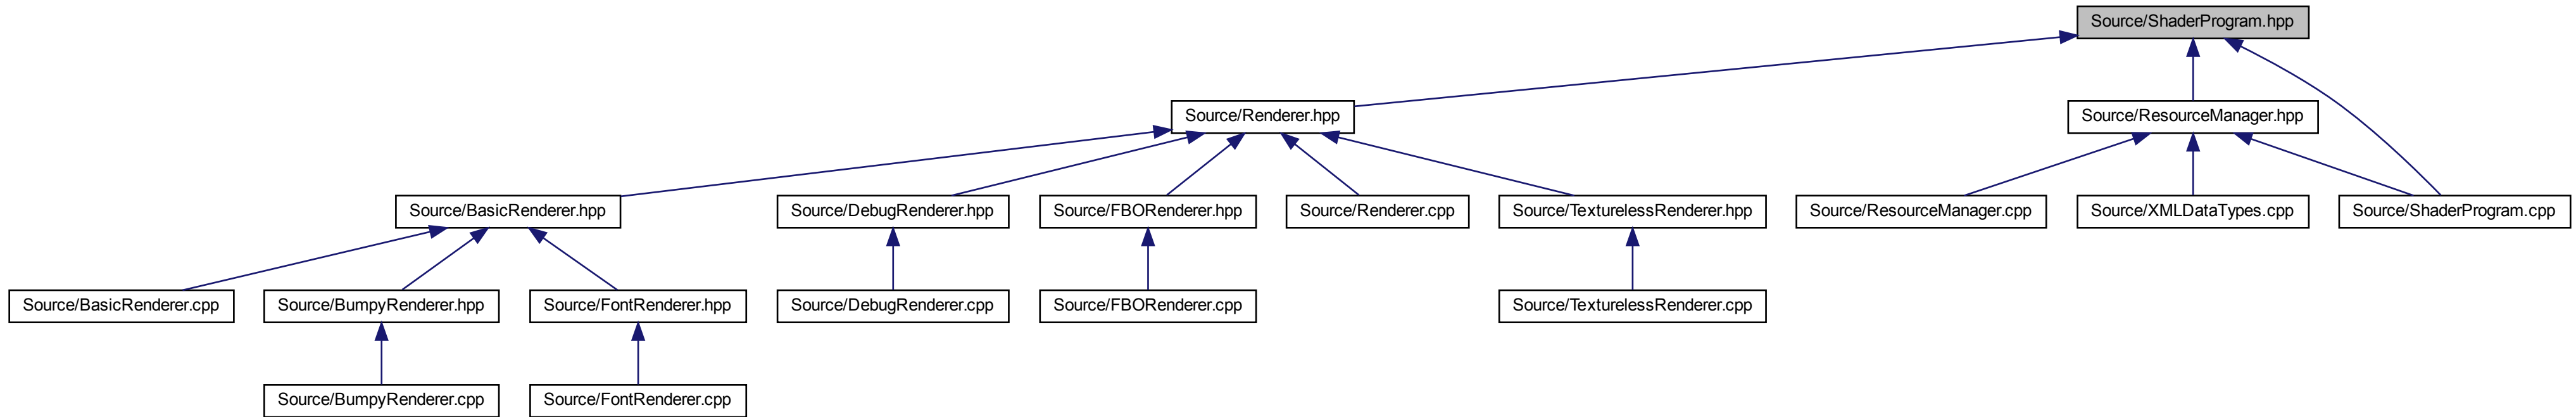 Source/ShaderProgram.hpp
Source/Renderer.hpp
Source/ResourceManager.hpp
Source/BasicRenderer.hpp
Source/DebugRenderer.hpp
Source/FBORenderer.hpp
Source/Renderer.cpp
Source/TexturelessRenderer.hpp
Source/ResourceManager.cpp
Source/XMLDataTypes.cpp
Source/ShaderProgram.cpp
Source/BasicRenderer.cpp
Source/BumpyRenderer.hpp
Source/FontRenderer.hpp
Source/DebugRenderer.cpp
Source/FBORenderer.cpp
Source/TexturelessRenderer.cpp
Source/BumpyRenderer.cpp
Source/FontRenderer.cpp